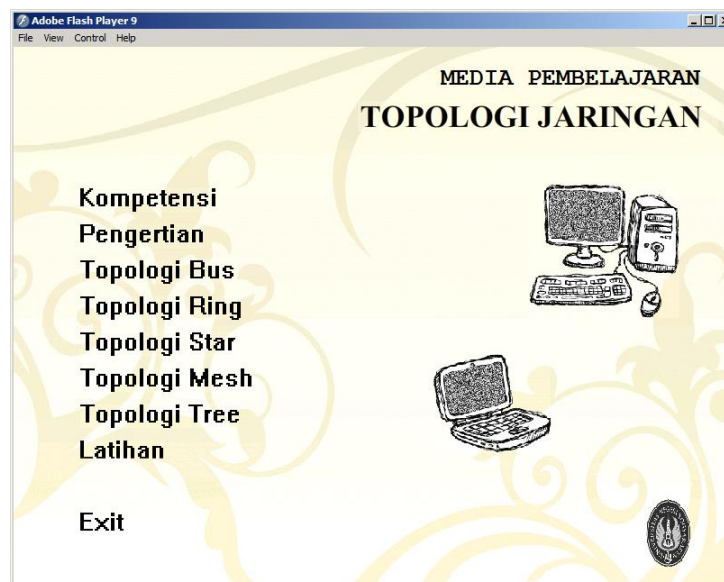 Adobe Flash Player 9
File View Control Help
MEDIA PEMBELAJARAN
TOPOLOGI JARINGAN
Kompetensi
Pengertian
Topologi Bus
Topologi Ring
Topologi Star
Topologi Mesh
Topologi Tree
Latihan
Exit